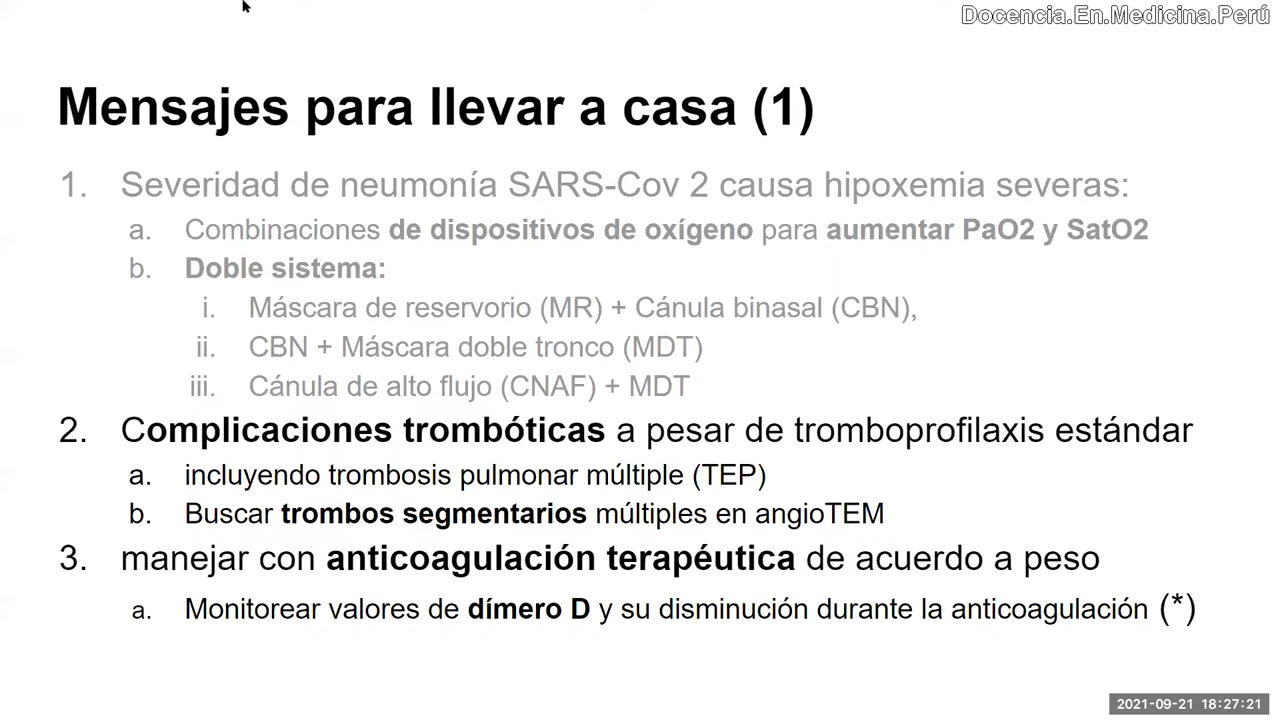 Docencia.En.Medicina.Perú
Mensajes para llevar a casa (1)
1. Severidad de neumonía SARS-Cov 2 causa hipoxemia severas:
a. Combinaciones de dispositivos de oxígeno para aumentar PaO2 y SatO2
b. Doble sistema:
i. Máscara de reservorio (MR) + Cánula binasal (CBN),
ii. CBN + Máscara doble tronco (MDT)
iii. Cánula de alto flujo (CNAF) + MDT
2. Complicaciones trombóticas a pesar de tromboprofilaxis estándar
a. incluyendo trombosis pulmonar múltiple (TEP)
b. Buscar trombos segmentarios múltiples en angioTEM
3. manejar con anticoagulación terapéutica de acuerdo a peso
a. Monitorear valores de dímero D y su disminución durante la anticoagulación (*)
2021-09-21 18:27:21